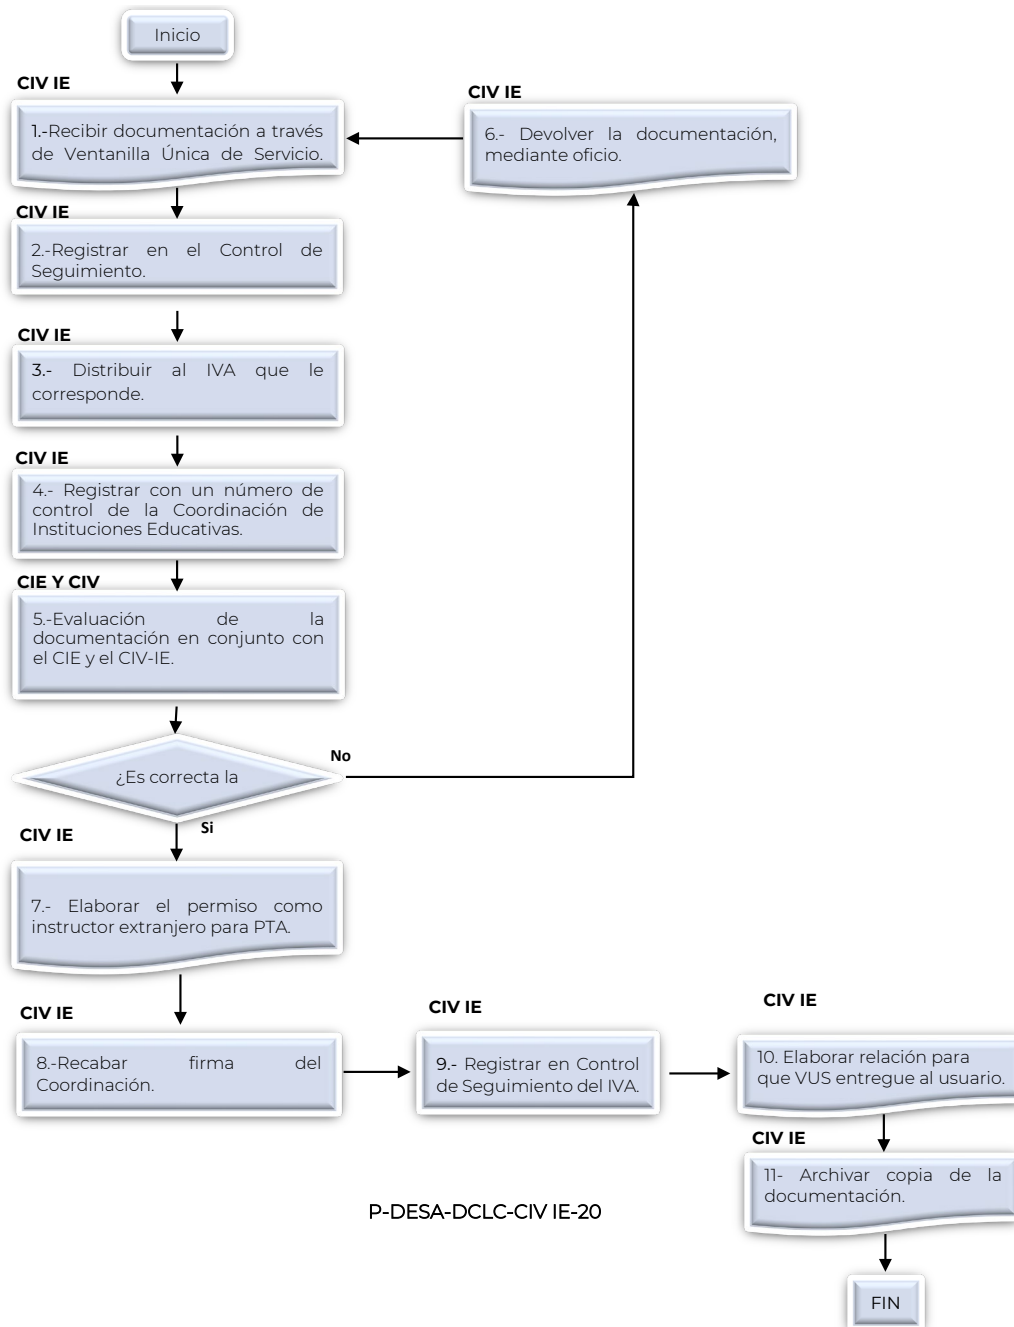 Inicio
CIV IE
1.-Recibir documentación a través
de Ventanilla Única de Servicio.
CIV IE
6.- Devolver la documentación,
mediante oficio.
CIV IE
2.-Registrar en el Control de
Seguimiento.
CIV IE
3.- Distribuir al IVA que le
corresponde.
CIV IE
4.- Registrar con un número de
control de la Coordinación de
Instituciones Educativas.
CIE Y CIV
5.-Evaluación de la
documentación en conjunto con
el CIE y el CIV-IE.
¿Es correcta la
No
Si
CIV IE
7.- Elaborar el permiso como
instructor extranjero para PTA.
CIV IE
8.-Recabar firma del
Coordinación.
CIV IE
9.- Registrar en Control
de Seguimiento del IVA.
CIV IE
10. Elaborar relación para
que VUS entregue al usuario.
CIV IE
11- Archivar copia de la
documentación.
P-DESA-DCLC-CIV IE-20
FIN